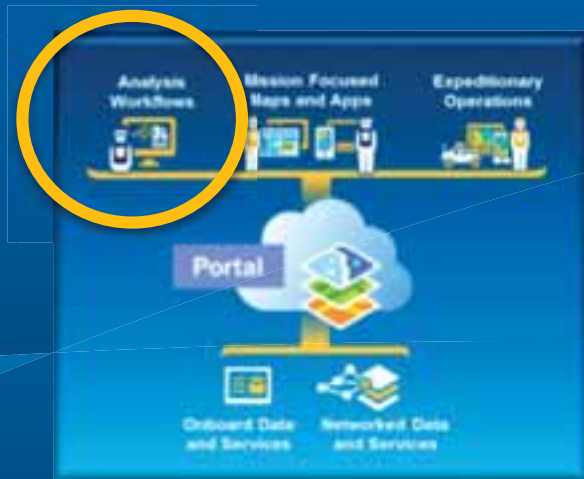 Analysis
Workflows
Mission Focused
Maps and Apps
Expeditionary
Operations
Portal
Onboard Data
and Services
Networked Data
and Services